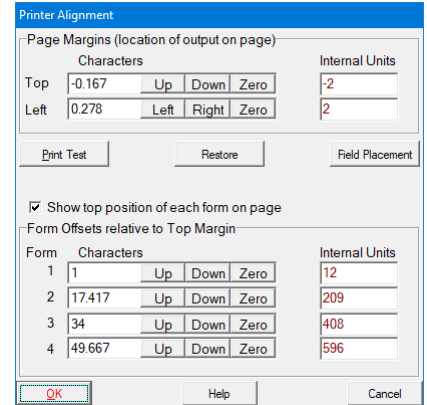 Printer Alignment
Page Margins (location of output on page)
Characters Internal Units
Top -0.167 Up Down Zero -2
Left 0.278 Left Right Zero 2
Print Test Restore Field Placement
Show top position of each form on page
Form Offsets relative to Top Margin
Form Characters Internal Units
1 1 Up Down Zero 12
2 17.417 Up Down Zero 209
3 34 Up Down Zero 408
4 49.667 Up Down Zero 596
OK Help Cancel